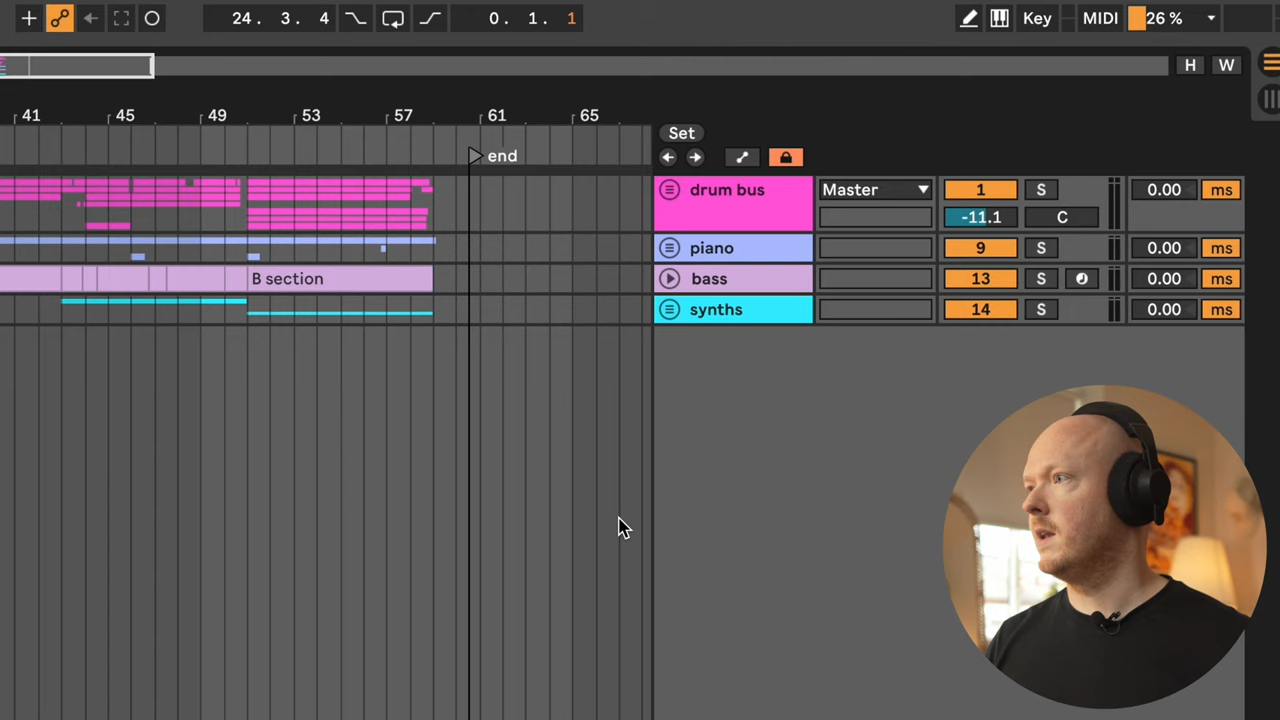 24. 3. 4 0. 1. 1 Key MIDI 26 %
H W
41 45 49 53 57 61 65
Set
end
drum bus Master 1 S 0.00 ms
-11.1 C
piano 9 S 0.00 ms
B section bass 13 S 0.00 ms
synths 14 S 0.00 ms